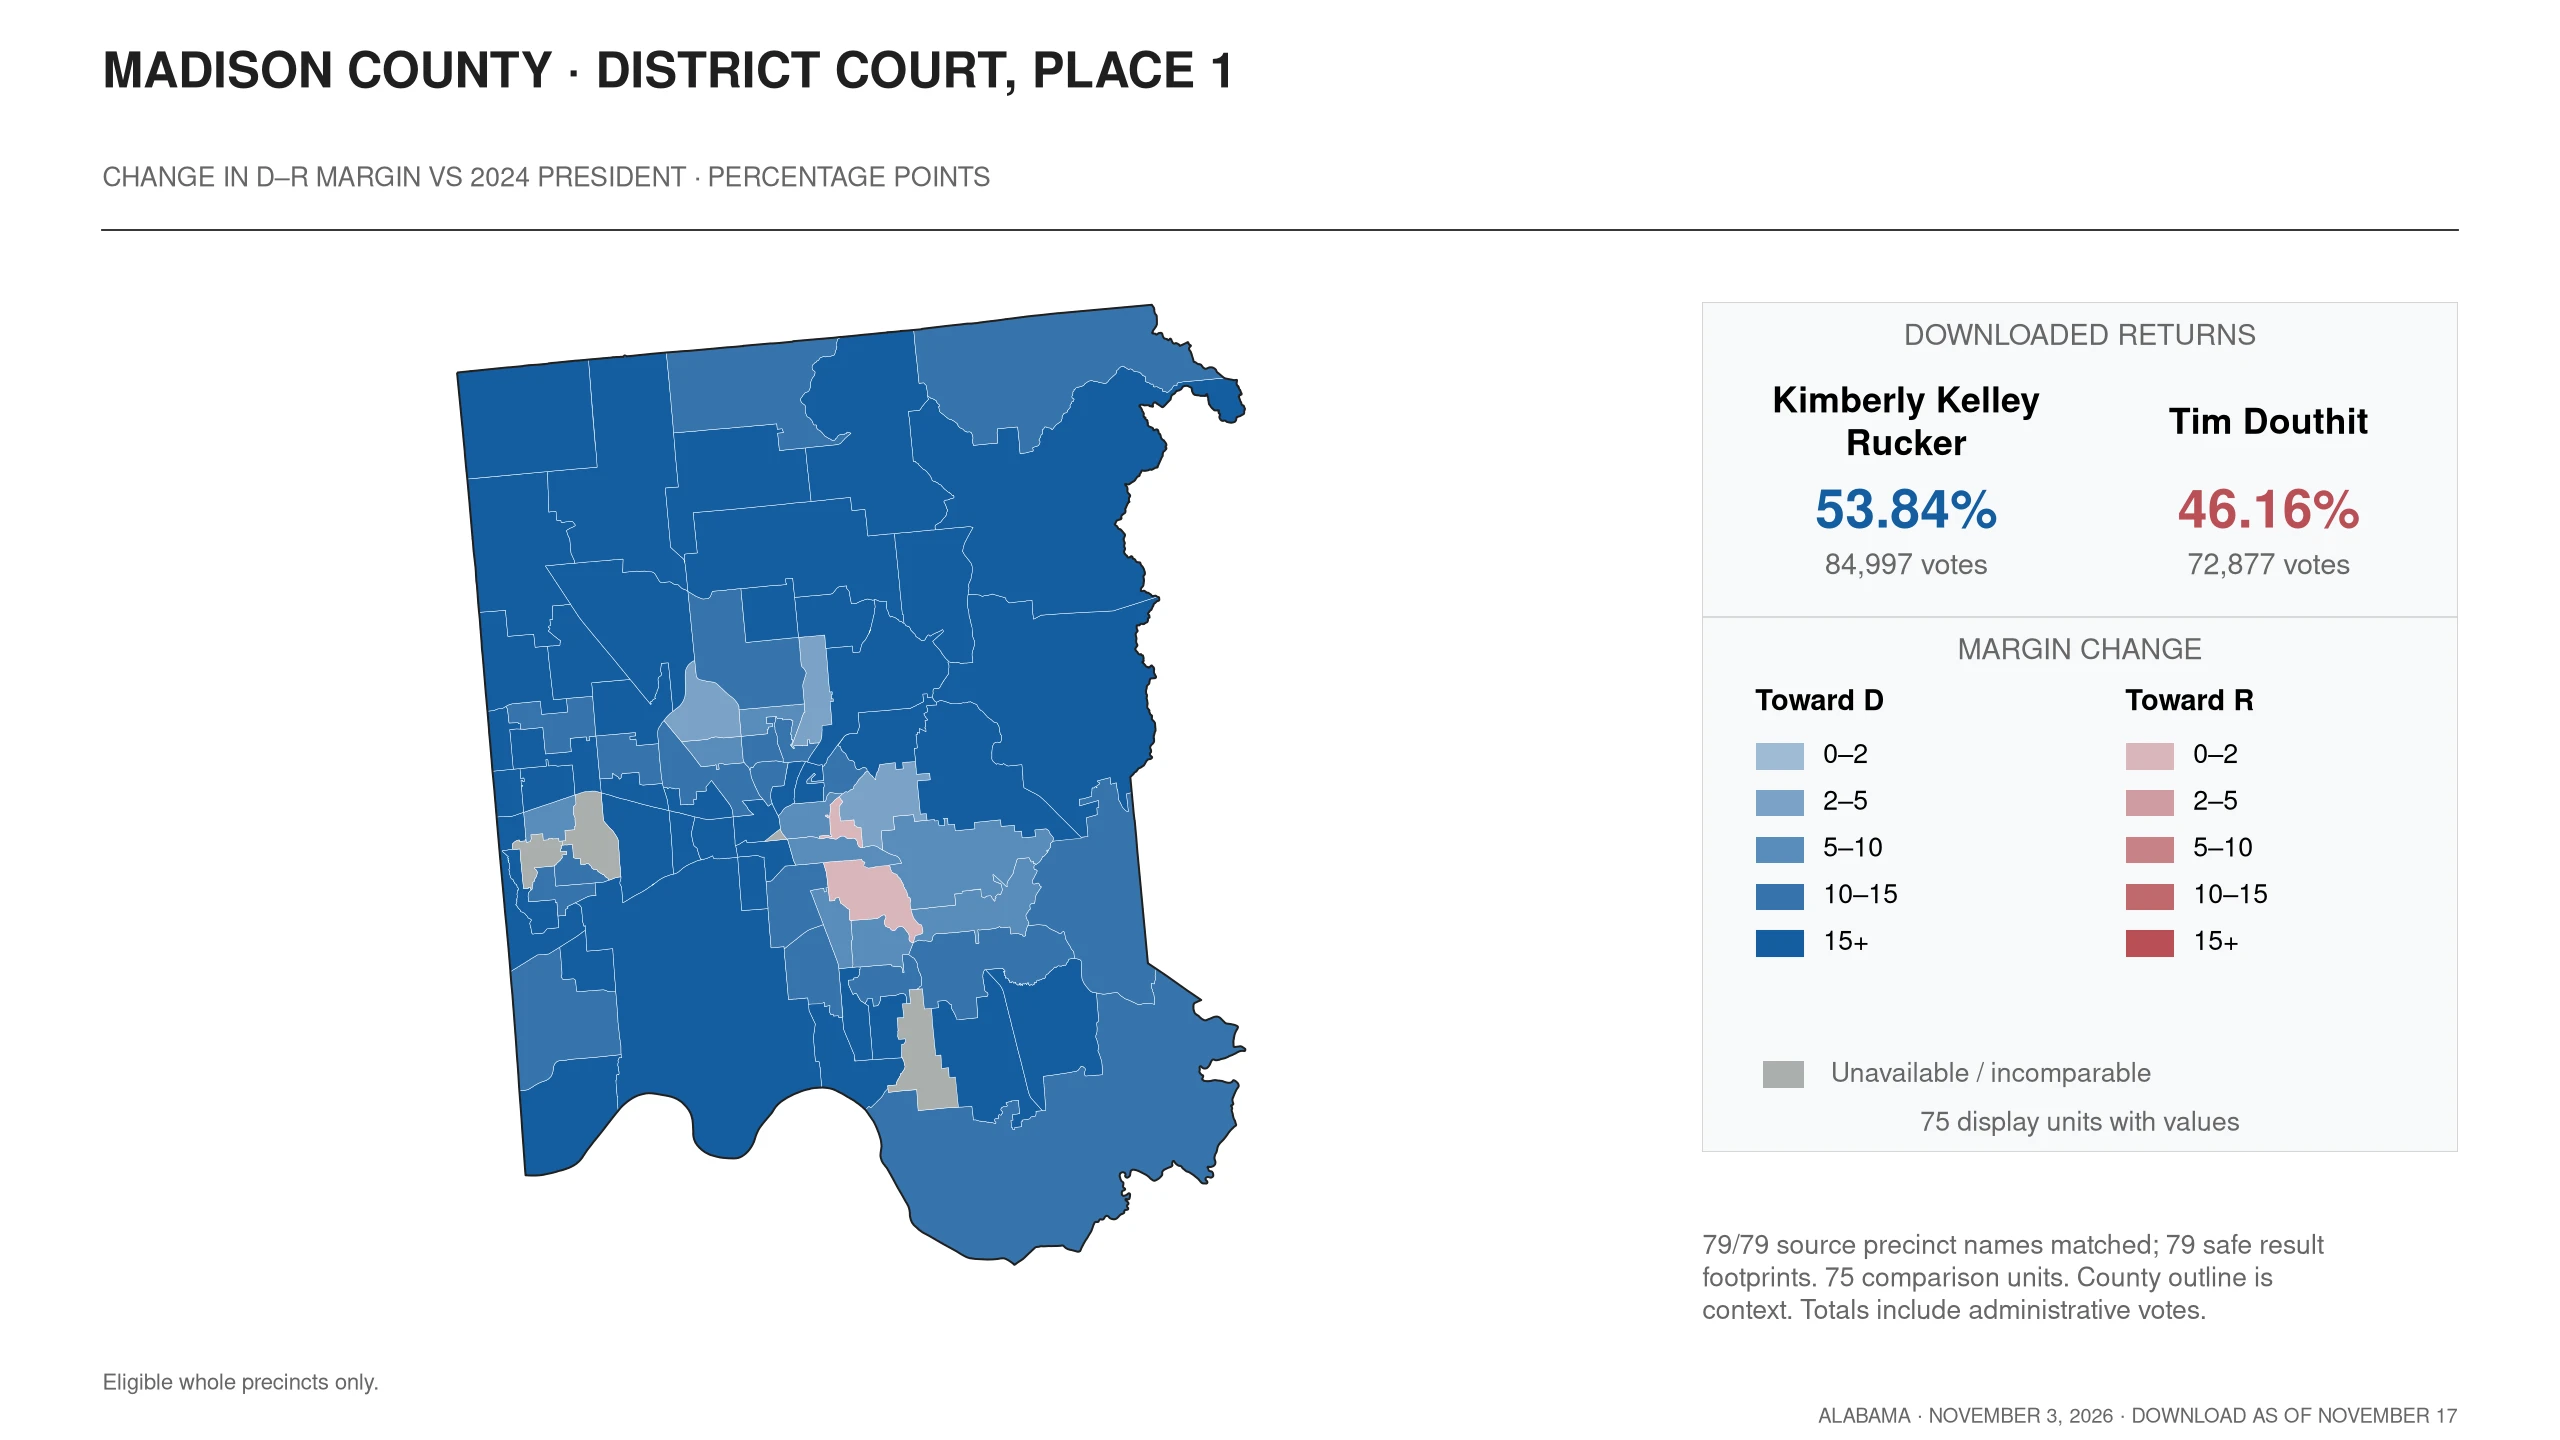 MADISON COUNTY · DISTRICT COURT, PLACE 1
CHANGE IN D–R MARGIN VS 2024 PRESIDENT · PERCENTAGE POINTS
DOWNLOADED RETURNS
Kimberly Kelley
Rucker
53.84%
84,997 votes
Tim Douthit
46.16%
72,877 votes
MARGIN CHANGE
Toward D
0–2
2–5
5–10
10–15
15+
Toward R
0–2
2–5
5–10
10–15
15+
Unavailable / incomparable
75 display units with values
79/79 source precinct names matched; 79 safe result
footprints. 75 comparison units. County outline is
context. Totals include administrative votes.
Eligible whole precincts only.
ALABAMA · NOVEMBER 3, 2026 · DOWNLOAD AS OF NOVEMBER 17